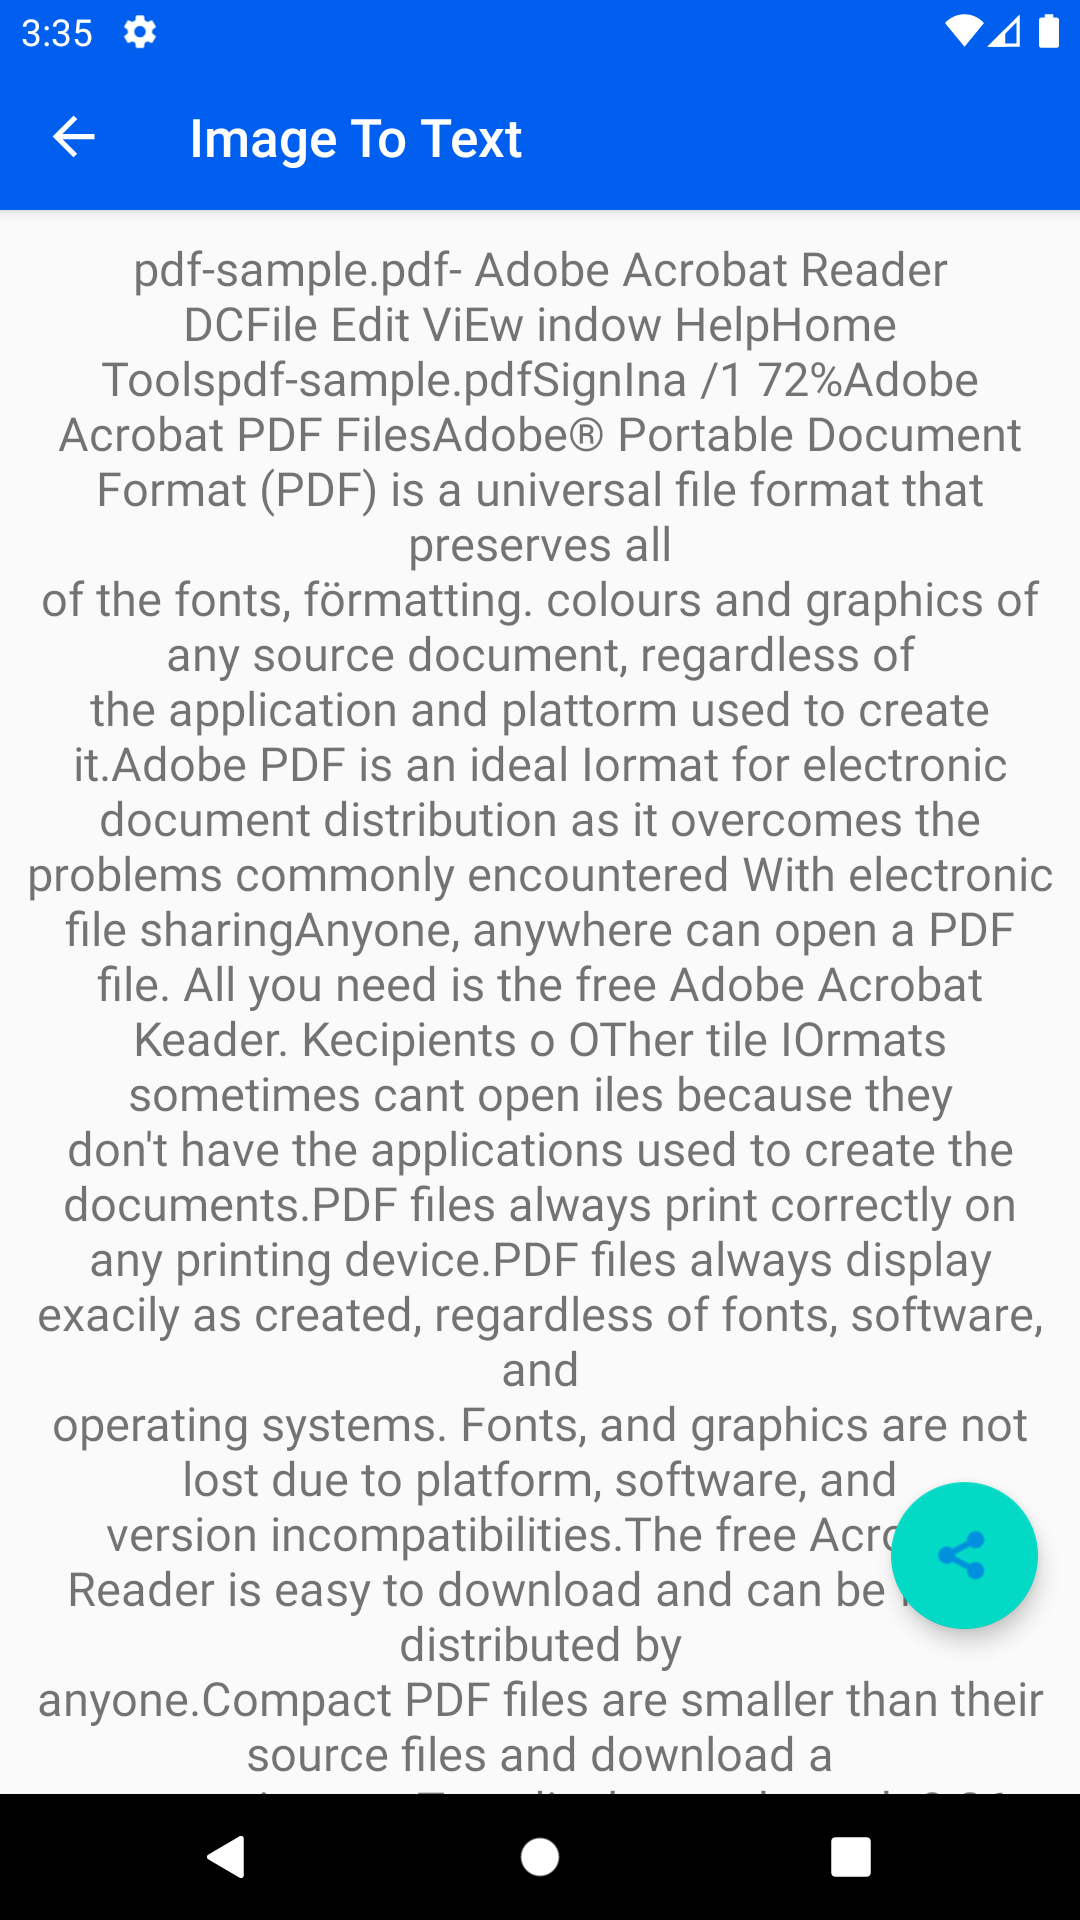 3:35
Image To Text
pdf-sample.pdf- Adobe Acrobat Reader
DCFile Edit ViEw indow HelpHome
Toolspdf-sample.pdfSignIna /1 72%Adobe
Acrobat PDF FilesAdobe® Portable Document
Format (PDF) is a universal file format that
preserves all
of the fonts, förmatting. colours and graphics of
any source document, regardless of
the application and plattorm used to create
it.Adobe PDF is an ideal Iormat for electronic
document distribution as it overcomes the
problems commonly encountered With electronic
file sharingAnyone, anywhere can open a PDF
file. All you need is the free Adobe Acrobat
Keader. Kecipients o OTher tile IOrmats
sometimes cant open iles because they
don't have the applications used to create the
documents.PDF files always print correctly on
any printing device.PDF files always display
exacily as created, regardless of fonts, software,
and
operating systems. Fonts, and graphics are not
lost due to platform, software, and
version incompatibilities.The free
Reader is easy to download and can be
distributed by
anyone.Compact PDF files are smaller than their
source files and download a